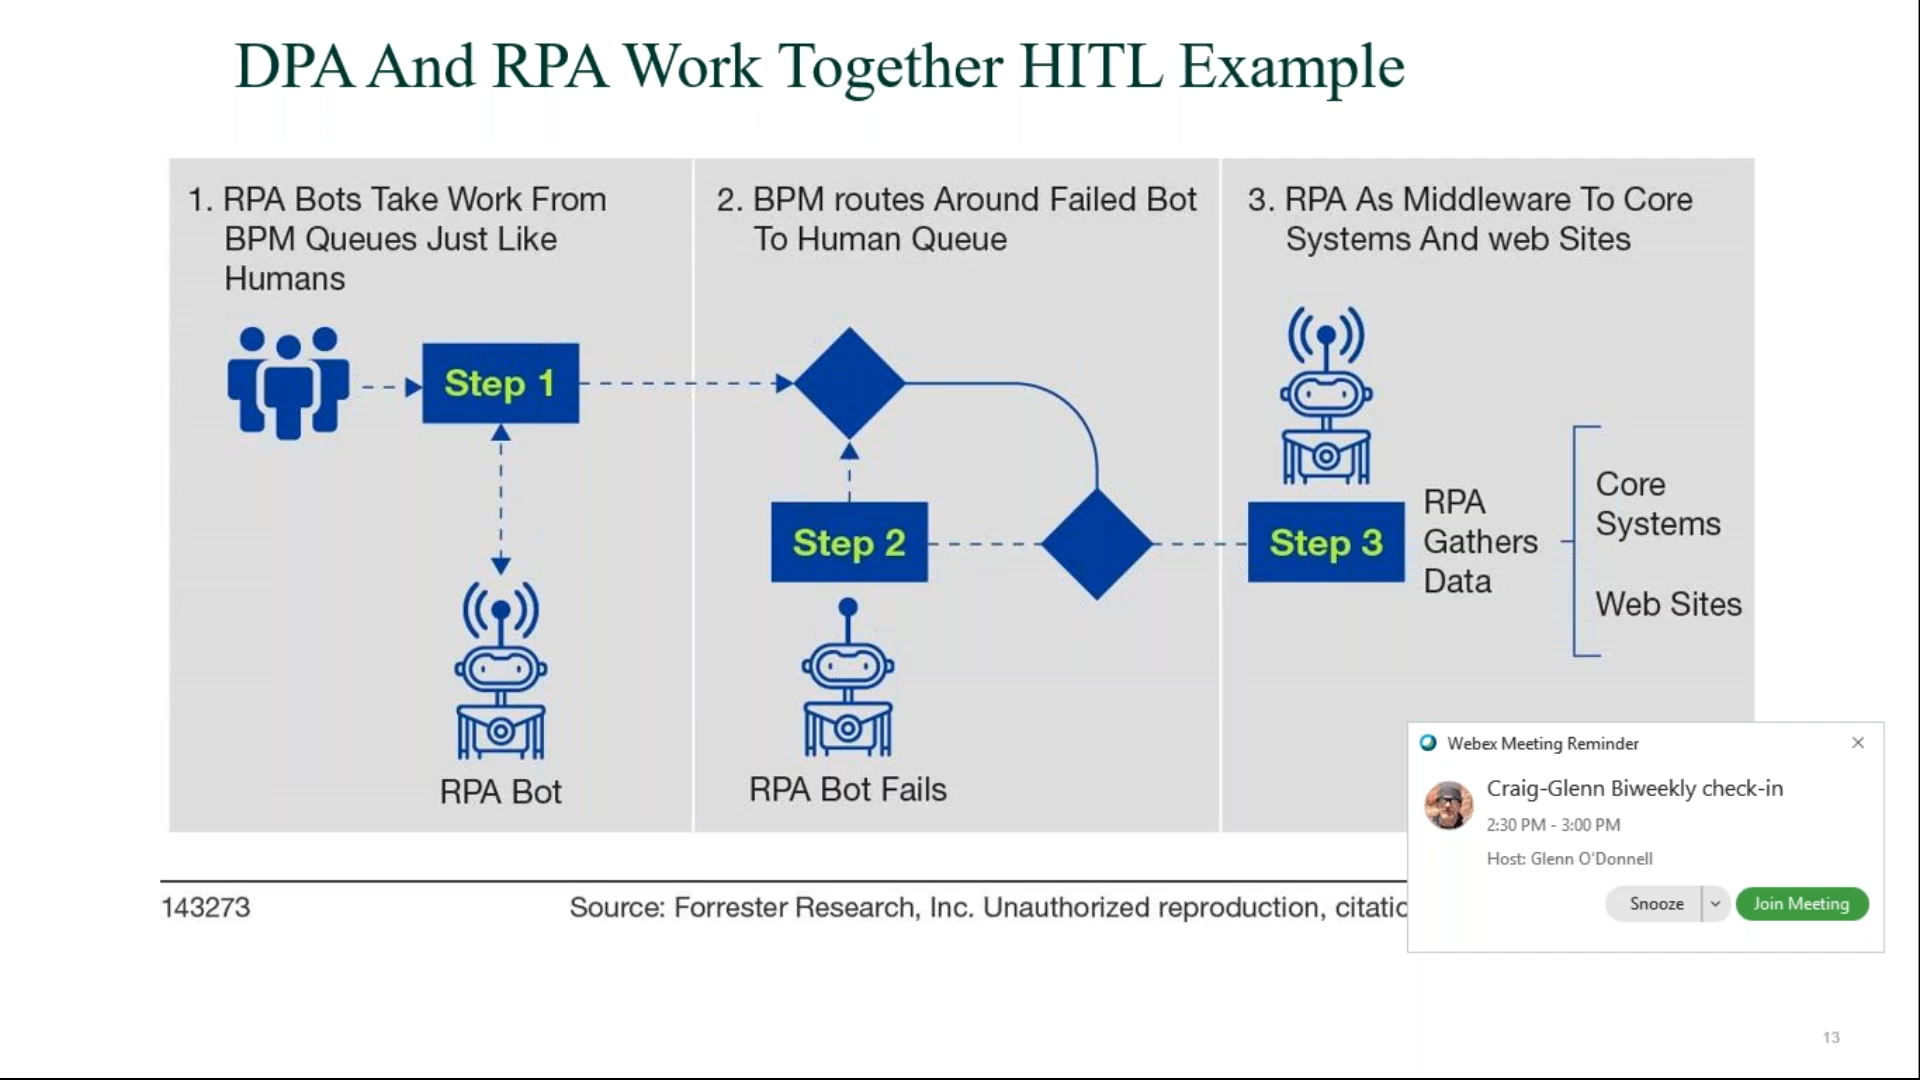 DPA And RPA Work Together HITL Example
1. RPA Bots Take Work From
BPM Queues Just Like
Humans
Step 1
RPA Bot
2. BPM routes Around Failed Bot
To Human Queue
Step 2
RPA Bot Fails
3. RPA As Middleware To Core
Systems And web Sites
Step 3
RPA
Gathers
Data
Core
Systems
Web Sites
143273
Source: Forrester Research, Inc. Unauthorized reproduction,
Webex Meeting Reminder
Craig-Glenn Biweekly check-in
2:30 PM - 3:00 PM
Host: Glenn O'Donnell
Snooze
Join Meeting
13